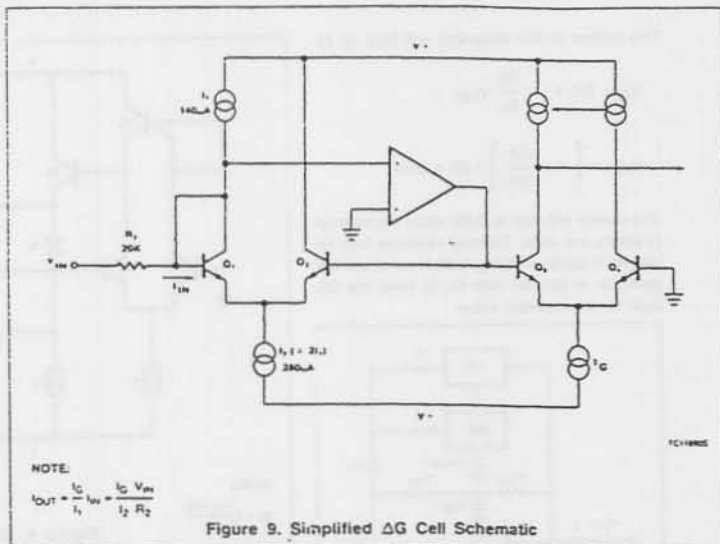 V+
I₁
140µA
R₂
20K
V_IN
I_IN
Q₁
Q₂
Q₃
Q₄
I₂ (= 2I₁)
280µA
I_G
V-
NOTE:
I_OUT = I_G/I₁ I_IN = I_G/I₂ V_IN/R₂
Figure 9. Simplified ΔG Cell Schematic